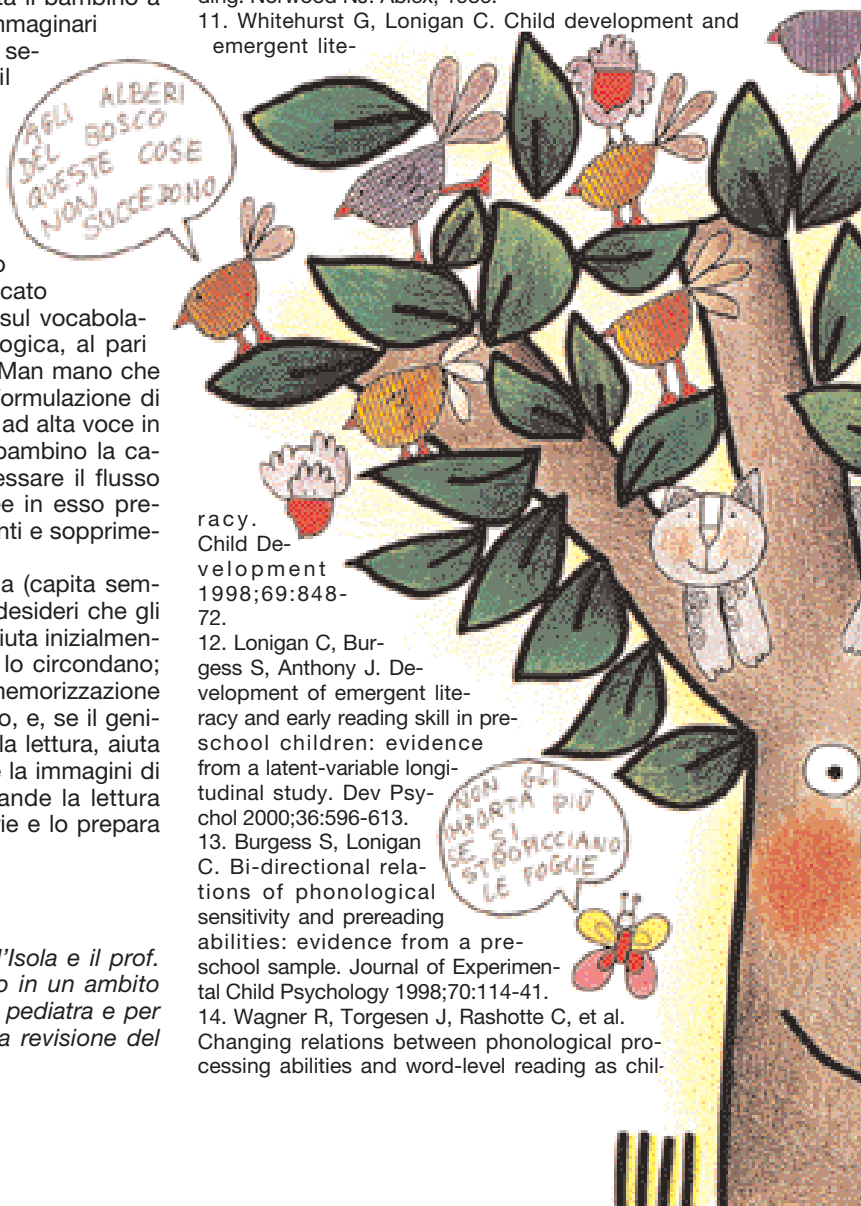 ta il bambino a
mmaginari
se-
il
o
cato
sul vocabola-
ogica, al pari
Man mano che
formulazione di
ad alta voce in
bambino la ca-
essare il flusso
e in esso pre-
nti e sopprime-
a (capita sem-
desideri che gli
iuta inizialmen-
lo circondano;
nemorizzazione
o, e, se il geni-
la lettura, aiuta
e la immagini di
ande la lettura
rie e lo prepara
l'Isola e il prof.
o in un ambito
pediatra e per
a revisione del
ding. Norwood NJ: Ablex, 1986.
11. Whitehurst G, Lonigan C. Child development and
emergent lite-
AGLI ALBERI
DEL BOSCO
QUESTE COSE
NON
SUCCEDONO
racy.
Child De-
velopment
1998;69:848-
72.
12. Lonigan C, Bur-
gess S, Anthony J. De-
velopment of emergent lite-
racy and early reading skill in pre-
school children: evidence
from a latent-variable longi-
tudinal study. Dev Psy-
chol 2000;36:596-613.
13. Burgess S, Lonigan
C. Bi-directional rela-
tions of phonological
sensitivity and prereading
abilities: evidence from a pre-
school sample. Journal of Experimen-
tal Child Psychology 1998;70:114-41.
14. Wagner R, Torgesen J, Rashotte C, et al.
Changing relations between phonological pro-
cessing abilities and word-level reading as chil-
NON GLI
IMPORTA PIÙ
SE SI
STROPICCIANO
LE FOGLIE